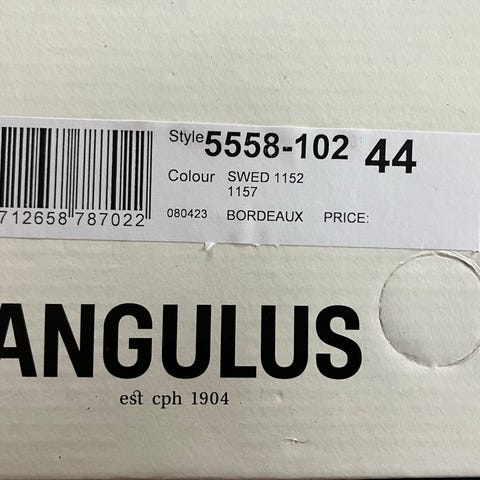 Style 5558-102 44
Colour SWED 1152
1157
712658 787022
080423 BORDEAUX PRICE:
ANGULUS
est cph 1904